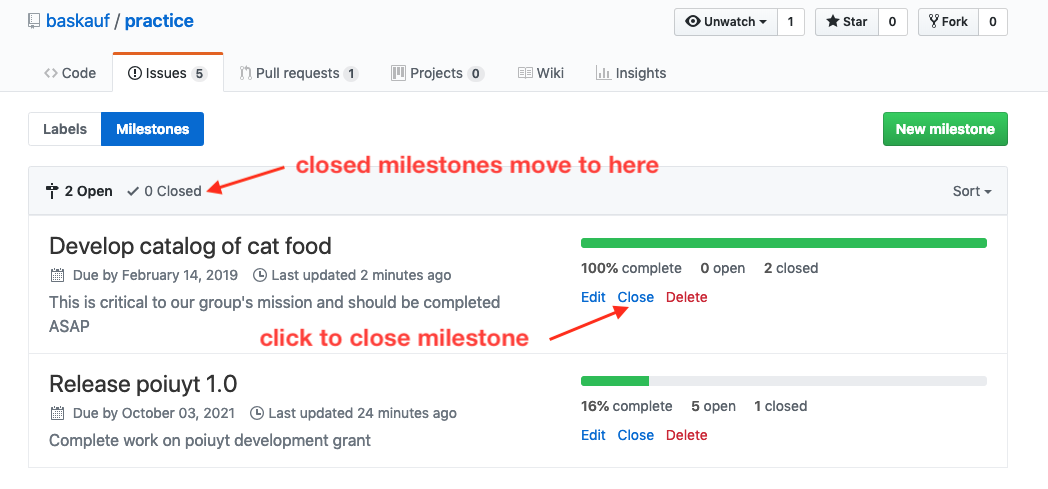 baskauf / practice
Unwatch 1 Star 0 Fork 0
Code Issues 5 Pull requests 1 Projects 0 Wiki Insights
Labels Milestones New milestone
closed milestones move to here
2 Open 0 Closed Sort
Develop catalog of cat food
Due by February 14, 2019 Last updated 2 minutes ago
This is critical to our group's mission and should be completed
ASAP
100% complete 0 open 2 closed
Edit Close Delete
click to close milestone
Release poiuyt 1.0
Due by October 03, 2021 Last updated 24 minutes ago
Complete work on poiuyt development grant
16% complete 5 open 1 closed
Edit Close Delete